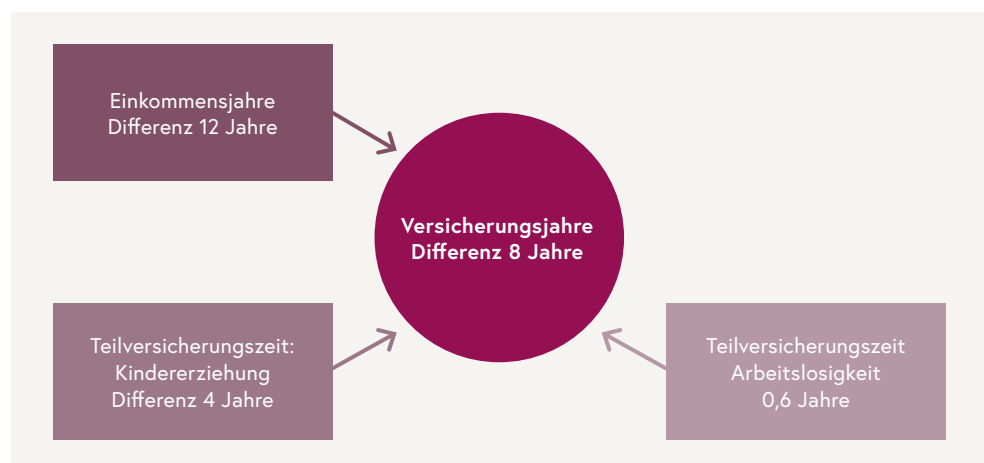 Einkommensjahre
Differenz 12 Jahre
Versicherungsjahre
Differenz 8 Jahre
Teilversicherungszeit:
Kindererziehung
Differenz 4 Jahre
Teilversicherungszeit
Arbeitslosigkeit
0,6 Jahre